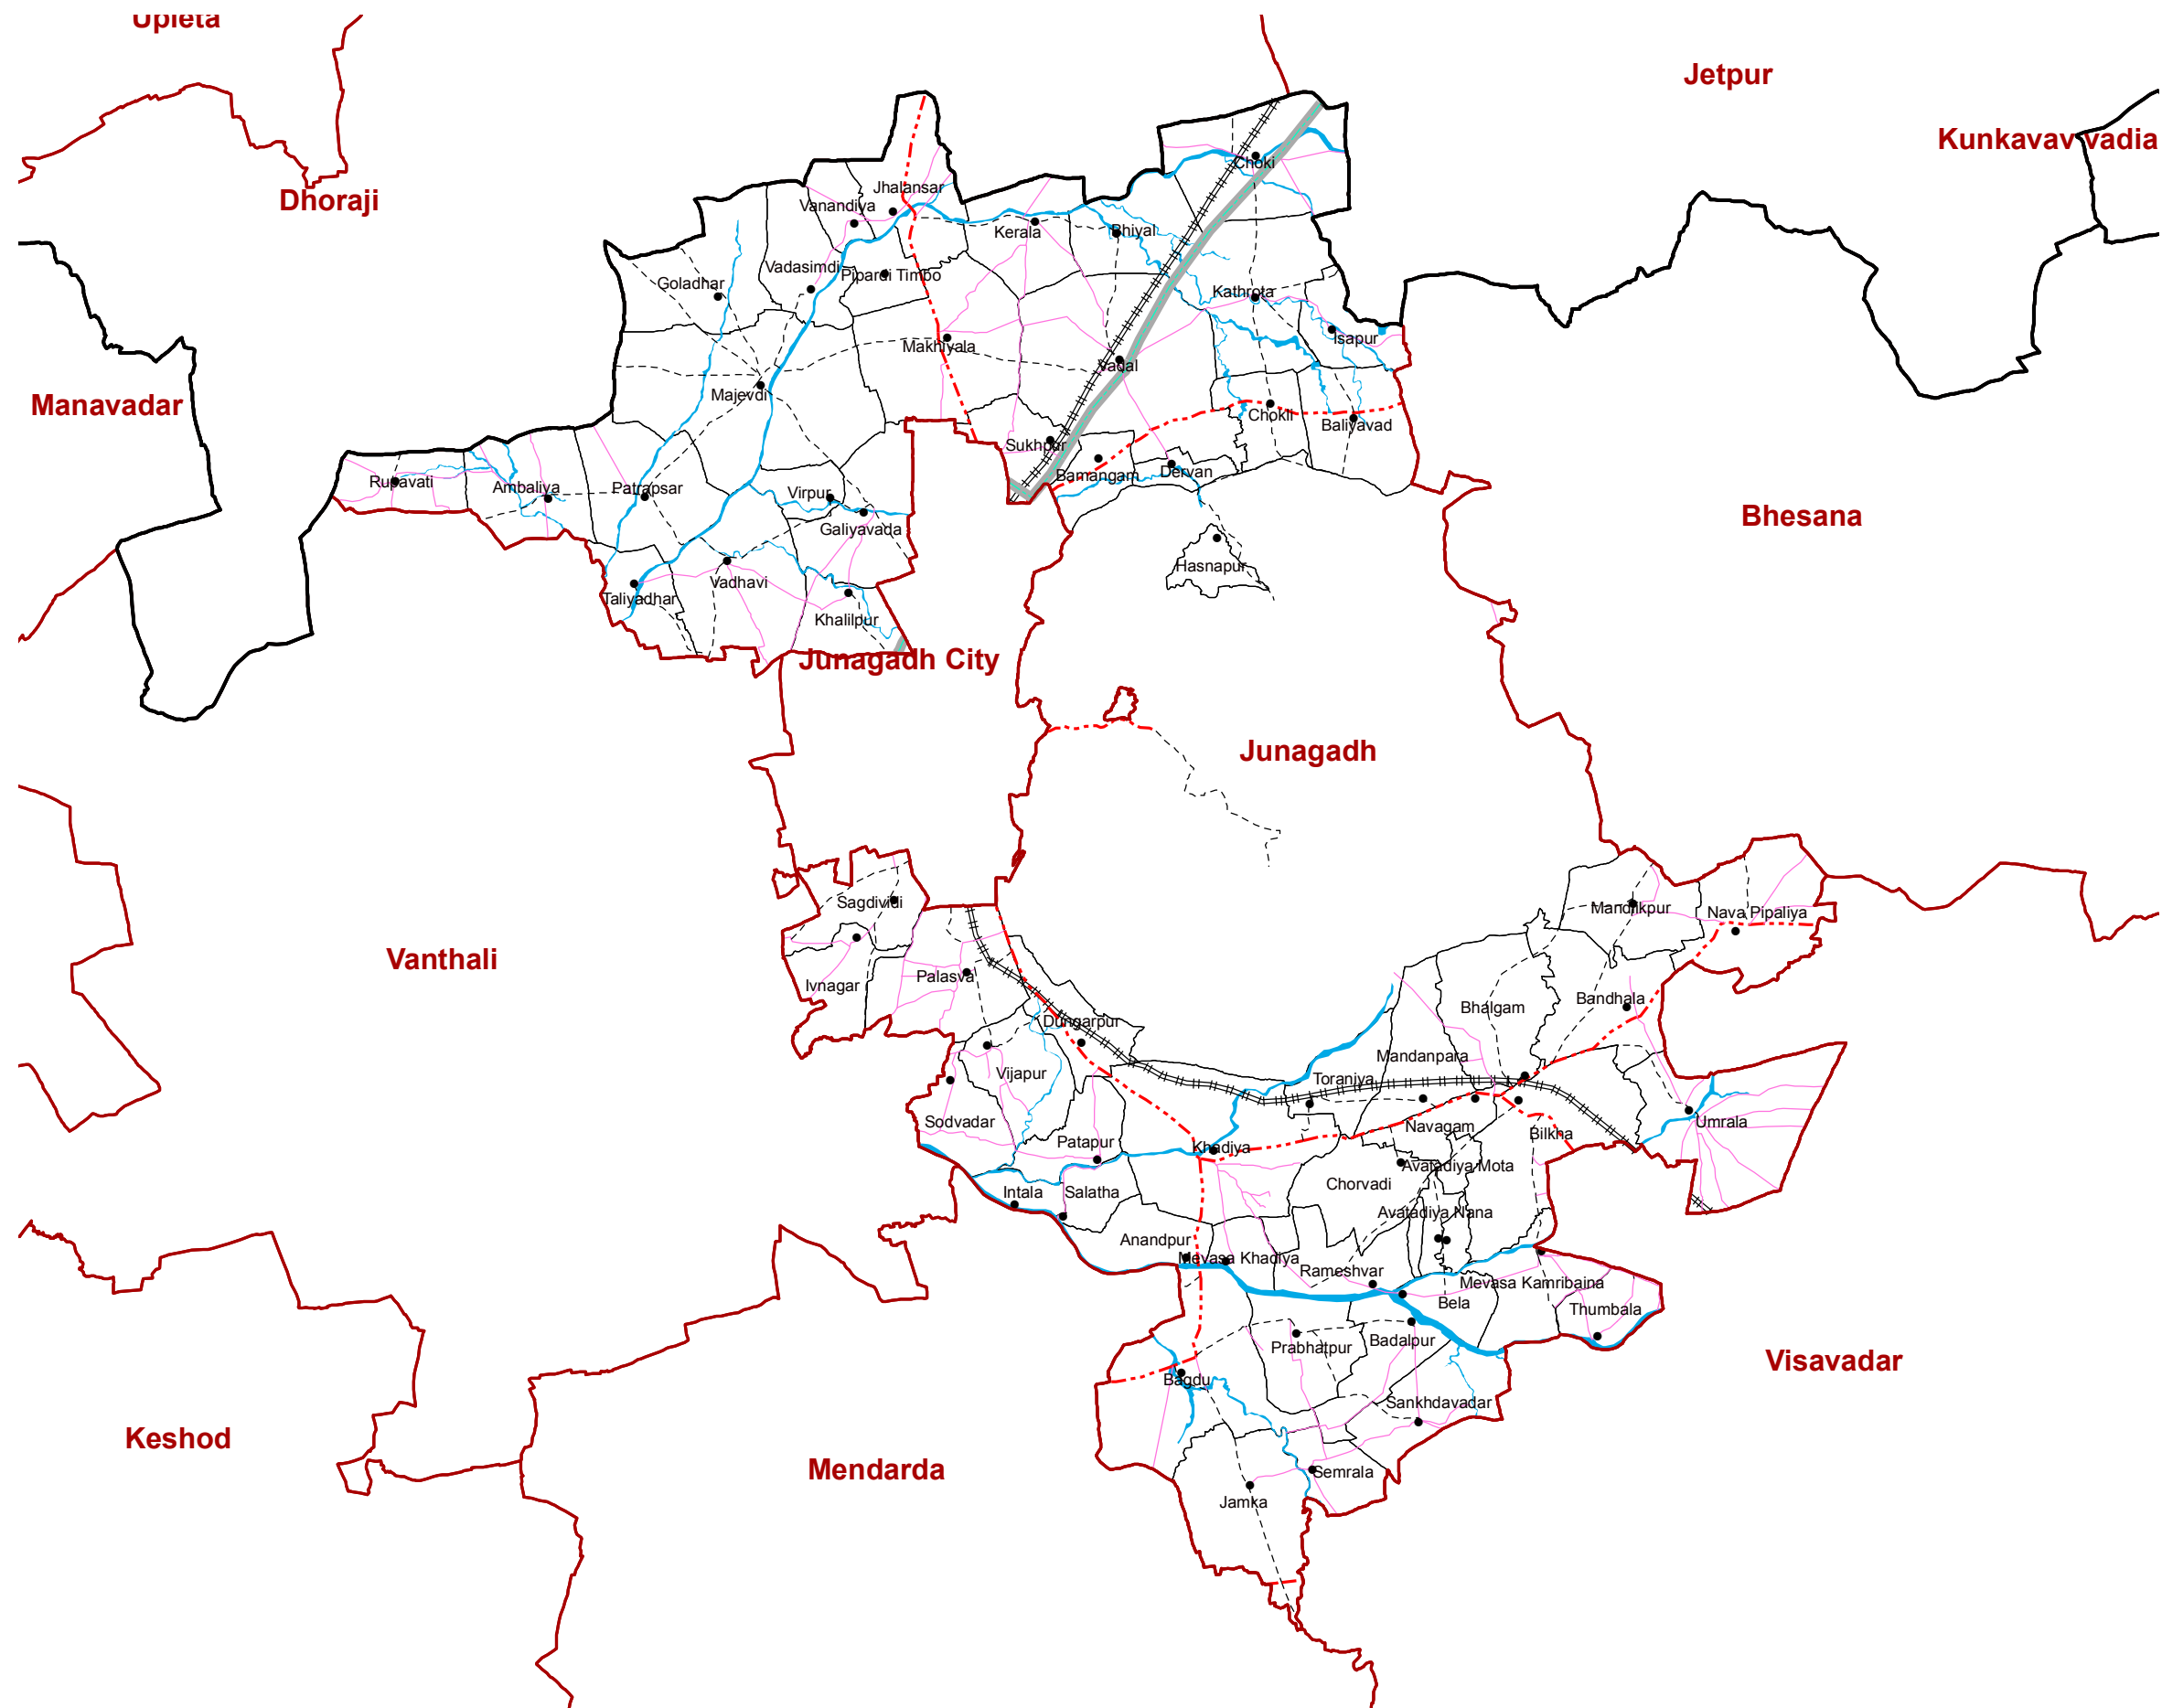 Upleta
Jetpur
Kunkavav vadia
Dhoraji
Choki
Jhalansar
Vanandiya
Kerala
Bhiyal
Vadasimdi
Pipardi Timbo
Goladhar
Kathrota
Isapur
Makhiyala
Vadal
Majevdi
Manavadar
Chokli
Baliyavad
Sukhpur
Bamangam
Dervan
Rupavati
Ambaliya
Patrapsar
Virpur
Galiyavada
Bhesana
Hasnapur
Vadhavi
Taliyadhar
Khalilpur
Junagadh City
Junagadh
Sagdividi
Mandlikpur
Nava Pipaliya
Vanthali
Ivnagar
Palasva
Bhalgam
Bandhala
Dungarpur
Mandanpara
Vijapur
Toraniya
Sodvadar
Navagam
Bilkha
Umrala
Patapur
Khadiya
Avatadiya Mota
Chorvadi
Intala
Salatha
Avatadiya Nana
Anandpur
Mevasa Khadiya
Rameshvar
Mevasa Kamribaina
Bela
Thumbala
Prabhatpur
Badalpur
Visavadar
Bagdu
Sankhdavadar
Keshod
Mendarda
Semrala
Jamka